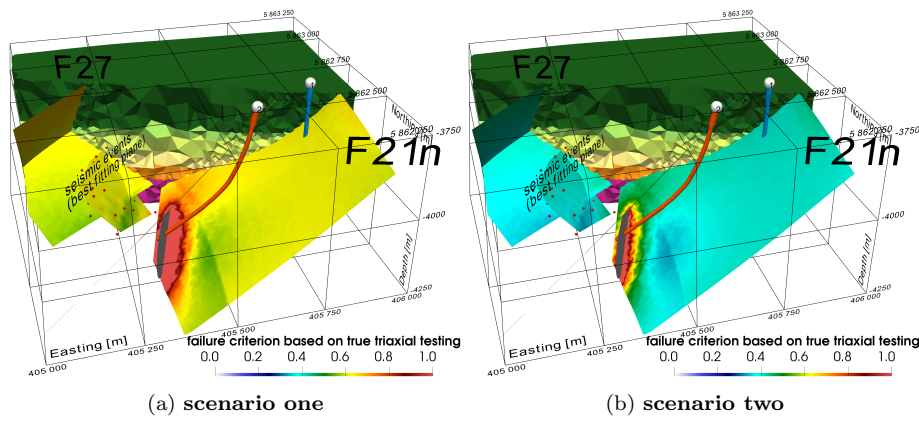 5 863 250
5 863 000
5 862 750
5 862 500
5 862 250
Northing [m]
-3750
-4000
-4250
Depth [m]
F27
F21n
seismic events
(best fitting plane)
1
2
Easting [m]
405 000
405 250
405 500
405 750
406 000
failure criterion based on true triaxial testing
0.0 0.2 0.4 0.6 0.8 1.0
(a) scenario one
5 863 250
5 863 000
5 862 750
5 862 500
5 862 250
Northing [m]
-3750
-4000
-4250
Depth [m]
F27
F21n
seismic events
(best fitting plane)
1
2
Easting [m]
405 000
405 250
405 500
405 750
406 000
failure criterion based on true triaxial testing
0.0 0.2 0.4 0.6 0.8 1.0
(b) scenario two